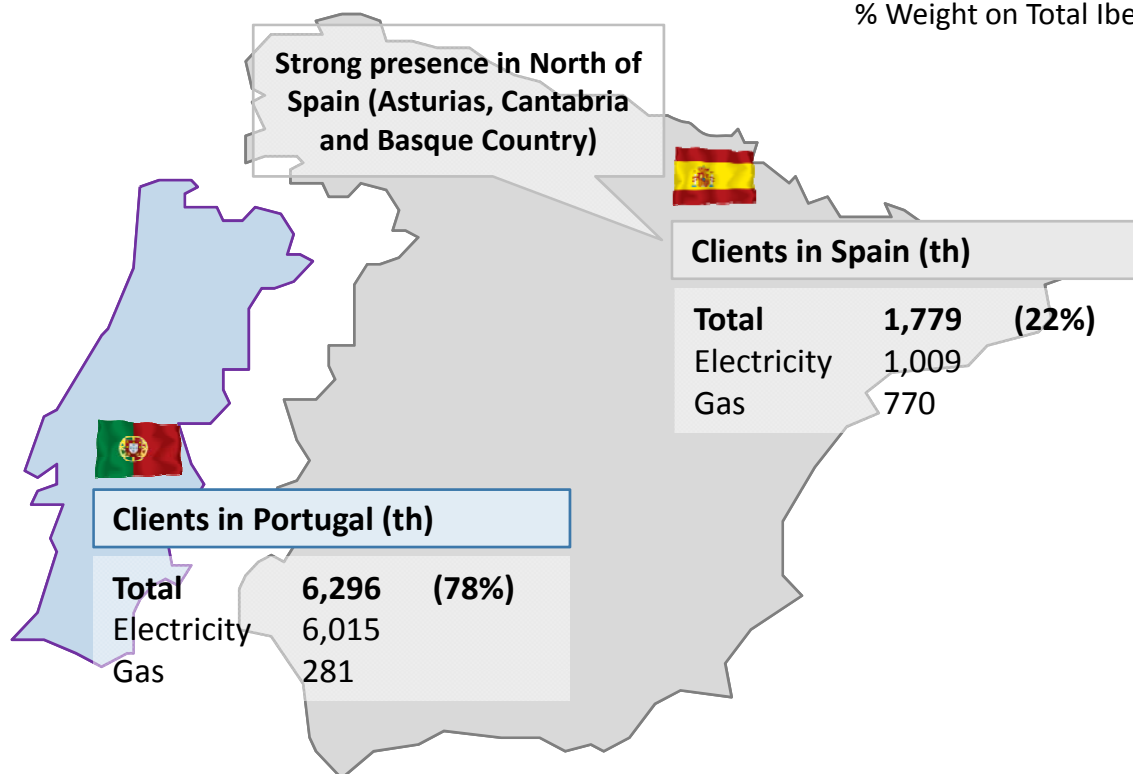 % Weight on Total
Strong presence in North of
Spain (Asturias, Cantabria
and Basque Country)
Clients in Spain (th)
Total 1,779 (22%)
Electricity 1,009
Gas 770
Clients in Portugal (th)
Total 6,296 (78%)
Electricity 6,015
Gas 281